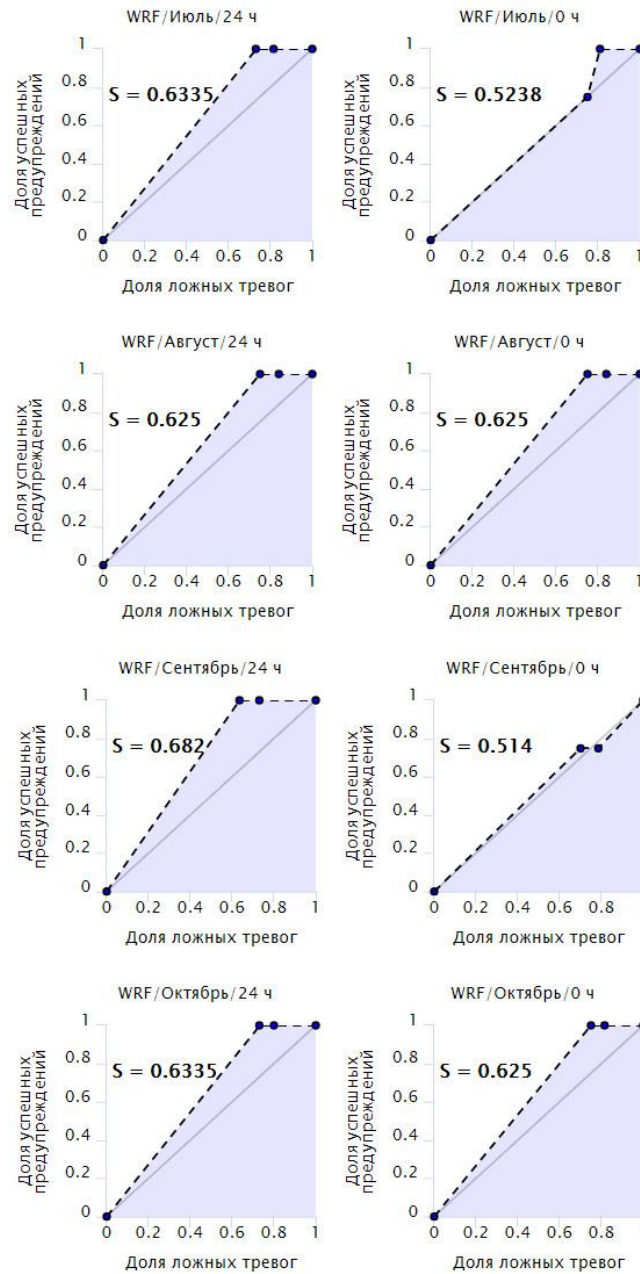 WRF/Июль/24 ч
Доля успешных
предупреждений
1
0.8
0.6
0.4
0.2
0
S = 0.6335
0 0.2 0.4 0.6 0.8 1
Доля ложных тревог
WRF/Июль/0 ч
Доля успешных
предупреждений
1
0.8
0.6
0.4
0.2
0
S = 0.5238
0 0.2 0.4 0.6 0.8 1
Доля ложных тревог
WRF/Август/24 ч
Доля успешных
предупреждений
1
0.8
0.6
0.4
0.2
0
S = 0.625
0 0.2 0.4 0.6 0.8 1
Доля ложных тревог
WRF/Август/0 ч
Доля успешных
предупреждений
1
0.8
0.6
0.4
0.2
0
S = 0.625
0 0.2 0.4 0.6 0.8 1
Доля ложных тревог
WRF/Сентябрь/24 ч
Доля успешных
предупреждений
1
0.8
0.6
0.4
0.2
0
S = 0.682
0 0.2 0.4 0.6 0.8 1
Доля ложных тревог
WRF/Сентябрь/0 ч
Доля успешных
предупреждений
1
0.8
0.6
0.4
0.2
0
S = 0.514
0 0.2 0.4 0.6 0.8
Доля ложных тревог
WRF/Октябрь/24 ч
Доля успешных
предупреждений
1
0.8
0.6
0.4
0.2
0
S = 0.6335
0 0.2 0.4 0.6 0.8 1
Доля ложных тревог
WRF/Октябрь/0 ч
Доля успешных
предупреждений
1
0.8
0.6
0.4
0.2
0
S = 0.625
0 0.2 0.4 0.6 0.8
Доля ложных тревог